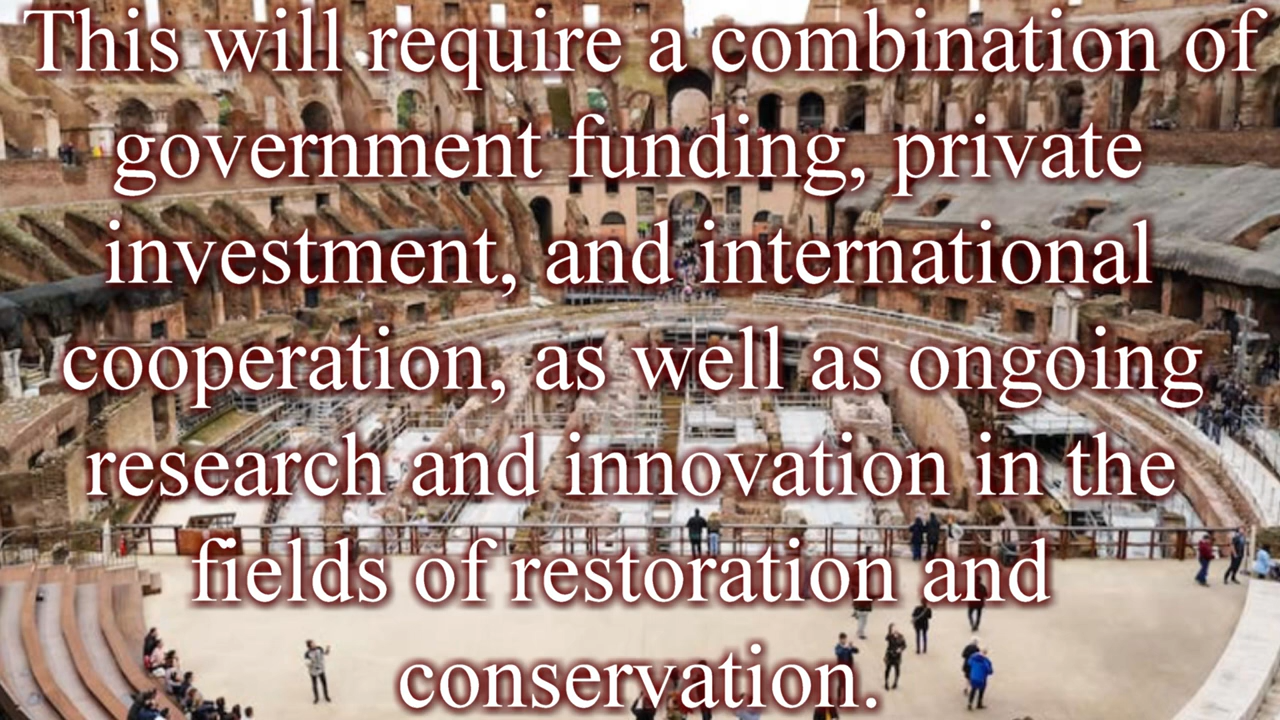 This will require a combination of
government funding, private
investment, and international
cooperation, as well as ongoing
research and innovation in the
fields of restoration and
conservation.